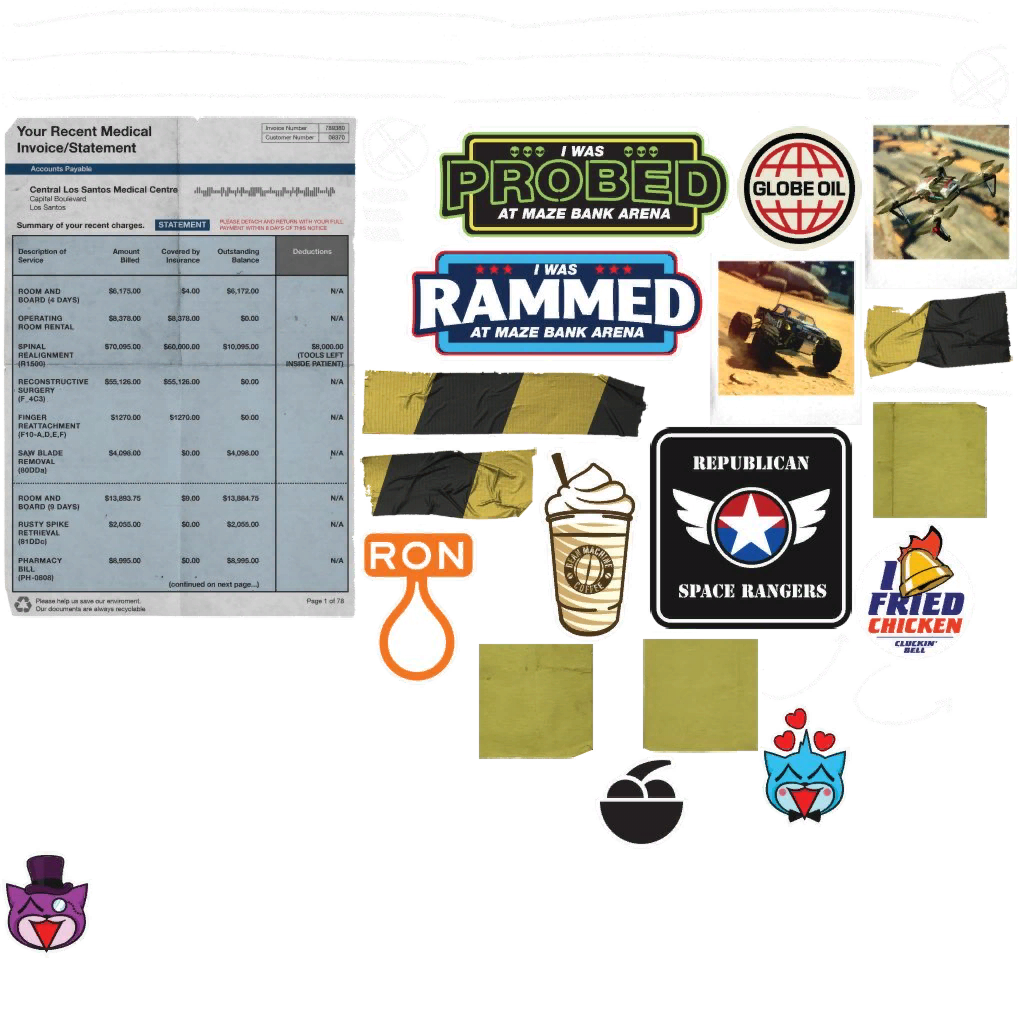 Your Recent Medical
Invoice/Statement
Invoice Number 789380
Customer Number 08370
Accounts Payable
Central Los Santos Medical Centre
Capital Boulevard
Los Santos
Summary of your recent charges.
STATEMENT
PLEASE DETACH AND RETURN WITH YOUR FULL
PAYMENT WITHIN 8 DAYS OF THIS NOTICE
Description of Service Amount Billed Covered by Insurance Outstanding Balance Deductions
ROOM AND BOARD (4 DAYS) $6,175.00 $4.00 $6,172.00 N/A
OPERATING ROOM RENTAL $8,378.00 $8,378.00 $0.00 N/A
SPINAL REALIGNMENT (R1500) $70,095.00 $60,000.00 $10,095.00 $8,000.00 (TOOLS LEFT INSIDE PATIENT)
RECONSTRUCTIVE SURGERY (F_4C3) $55,126.00 $55,126.00 $0.00 N/A
FINGER REATTACHMENT (F10-A,D,E,F) $1270.00 $1270.00 $0.00 N/A
SAW BLADE REMOVAL (80DDa) $4,098.00 $0.00 $4,098.00 N/A
ROOM AND BOARD (9 DAYS) $13,893.75 $9.00 $13,884.75 N/A
RUSTY SPIKE RETRIEVAL (81DDc) $2,055.00 $0.00 $2,055.00 N/A
PHARMACY BILL (PH-0808) $8,995.00 $0.00 $8,995.00 N/A
(continued on next page...)
Please help us save our enviroment.
Our documents are always recyclable
Page 1 of 78
I WAS
PROBED
AT MAZE BANK ARENA
GLOBE OIL
I WAS
RAMMED
AT MAZE BANK ARENA
RON
BEAN MACHINE
COFFEE
REPUBLICAN
SPACE RANGERS
I
FRIED
CHICKEN
CLUCKIN'
BELL